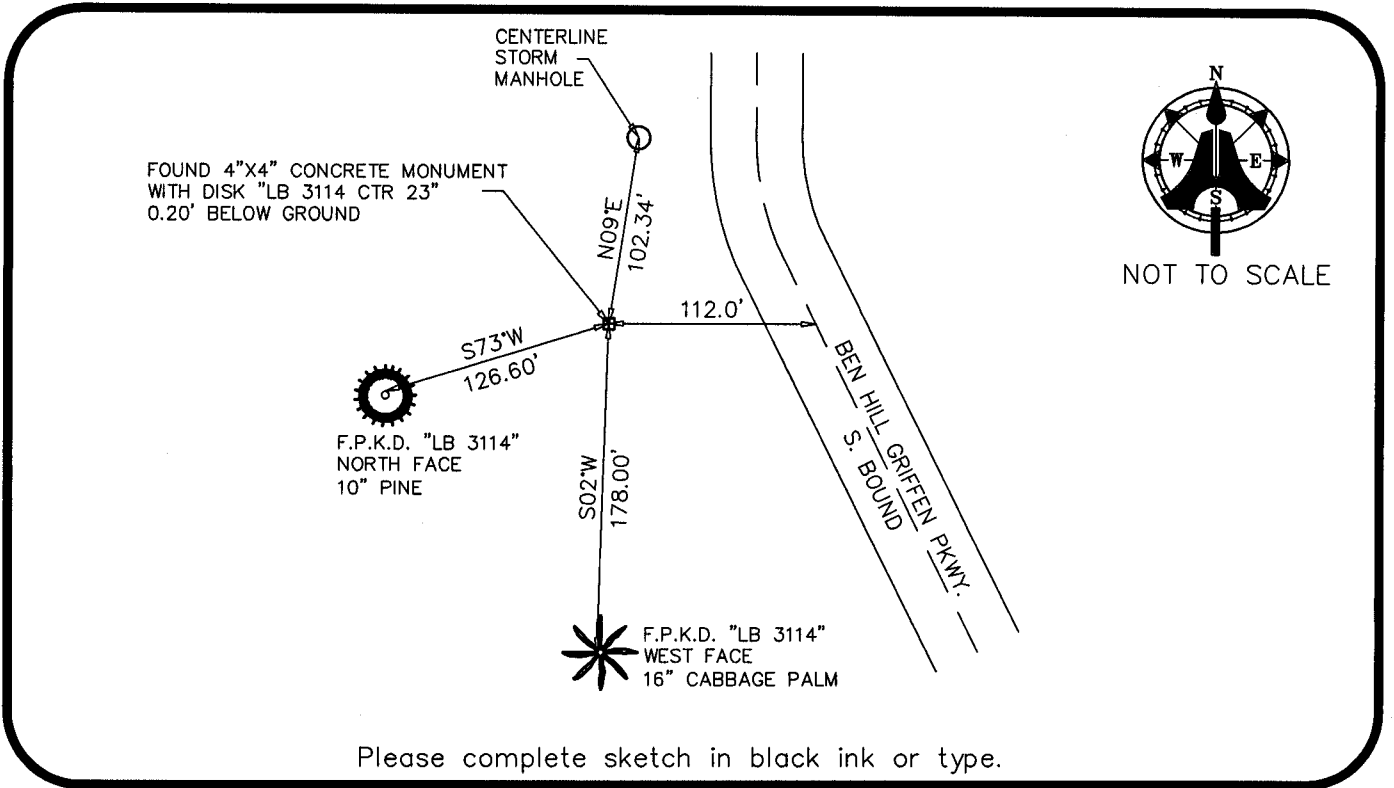 CENTERLINE
STORM
MANHOLE
N
W
E
S
NOT TO SCALE
FOUND 4"X4" CONCRETE MONUMENT
WITH DISK "LB 3114 CTR 23"
0.20' BELOW GROUND
N09°E
102.34'
112.0'
S73°W
126.60'
BEN HILL GRIFFEN PKWY.
S. BOUND
F.P.K.D. "LB 3114"
NORTH FACE
10" PINE
S02°W
178.00'
F.P.K.D. "LB 3114"
WEST FACE
16" CABBAGE PALM
Please complete sketch in black ink or type.